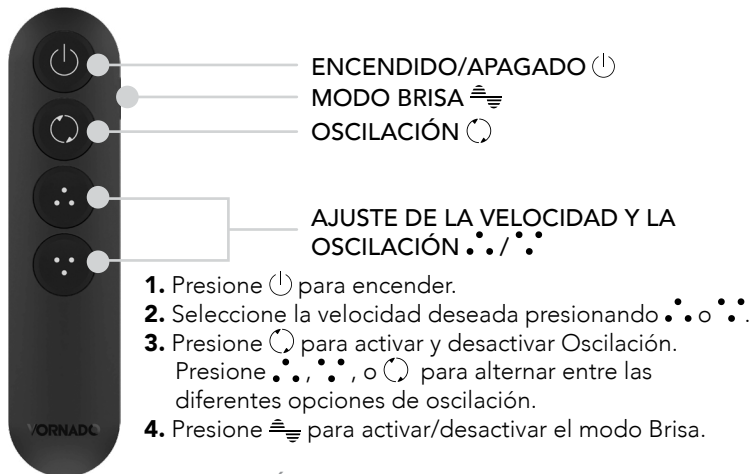 ENCENDIDO/APAGADO
MODO BRISA
OSCILACIÓN
AJUSTE DE LA VELOCIDAD Y LA
OSCILACIÓN /
1. Presione para encender.
2. Seleccione la velocidad deseada presionando o .
3. Presione para activar y desactivar Oscilación.
Presione , , o para alternar entre las
diferentes opciones de oscilación.
4. Presione para activar/desactivar el modo Brisa.
VORNADO